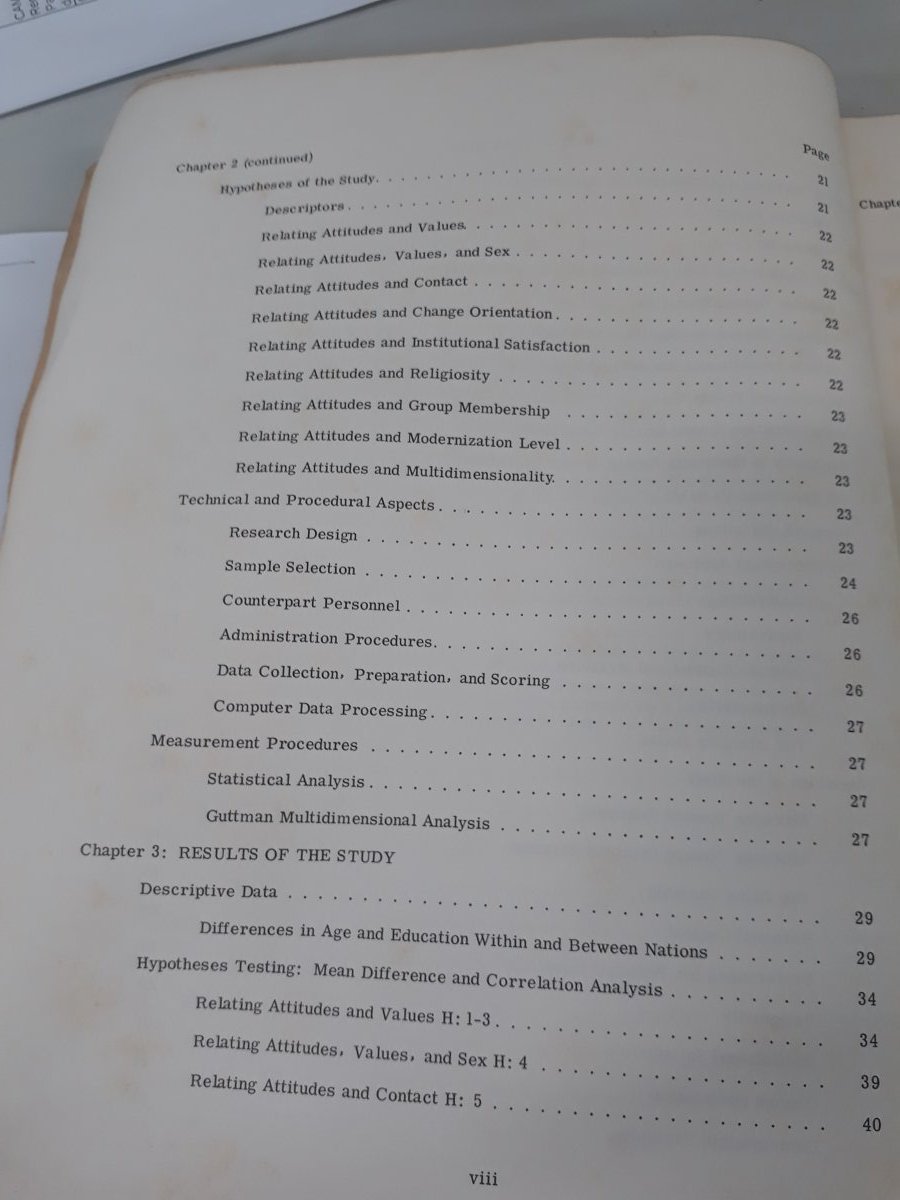 Page
Chapter 2 (continued)
Hypotheses of the Study. . . . . . . . . . . . . . . . . . . . . . . . . 21
Descriptors . . . . . . . . . . . . . . . . . . . . . . . . . 21
Relating Attitudes and Values. . . . . . . . . . . . . . . . . . . 22
Relating Attitudes, Values, and Sex . . . . . . . . . . . . . . . . . 22
Relating Attitudes and Contact . . . . . . . . . . . . . . . . . . . 22
Relating Attitudes and Change Orientation. . . . . . . . . . . . . . 22
Relating Attitudes and Institutional Satisfaction . . . . . . . . . . . . 22
Relating Attitudes and Religiosity . . . . . . . . . . . . . . . . . 22
Relating Attitudes and Group Membership . . . . . . . . . . . . . 23
Relating Attitudes and Modernization Level . . . . . . . . . . . . . 23
Relating Attitudes and Multidimensionality. . . . . . . . . . . . . . 23
Technical and Procedural Aspects . . . . . . . . . . . . . . . . . . . 23
Research Design . . . . . . . . . . . . . . . . . . . . . . . 23
Sample Selection . . . . . . . . . . . . . . . . . . . . . . . 24
Counterpart Personnel . . . . . . . . . . . . . . . . . . . . . 26
Administration Procedures. . . . . . . . . . . . . . . . . . . . 26
Data Collection, Preparation, and Scoring . . . . . . . . . . . . . 26
Computer Data Processing . . . . . . . . . . . . . . . . . . . . 27
Measurement Procedures . . . . . . . . . . . . . . . . . . . . . . 27
Statistical Analysis . . . . . . . . . . . . . . . . . . . . . . 27
Guttman Multidimensional Analysis . . . . . . . . . . . . . . . . 27
Chapter 3: RESULTS OF THE STUDY
Descriptive Data . . . . . . . . . . . . . . . . . . . . . . . . . . 29
Differences in Age and Education Within and Between Nations . . . . . . . 29
Hypotheses Testing: Mean Difference and Correlation Analysis . . . . . . . . . 34
Relating Attitudes and Values H: 1-3 . . . . . . . . . . . . . . . . 34
Relating Attitudes, Values, and Sex H: 4 . . . . . . . . . . . . . . 39
Relating Attitudes and Contact H: 5 . . . . . . . . . . . . . . . . 40
viii